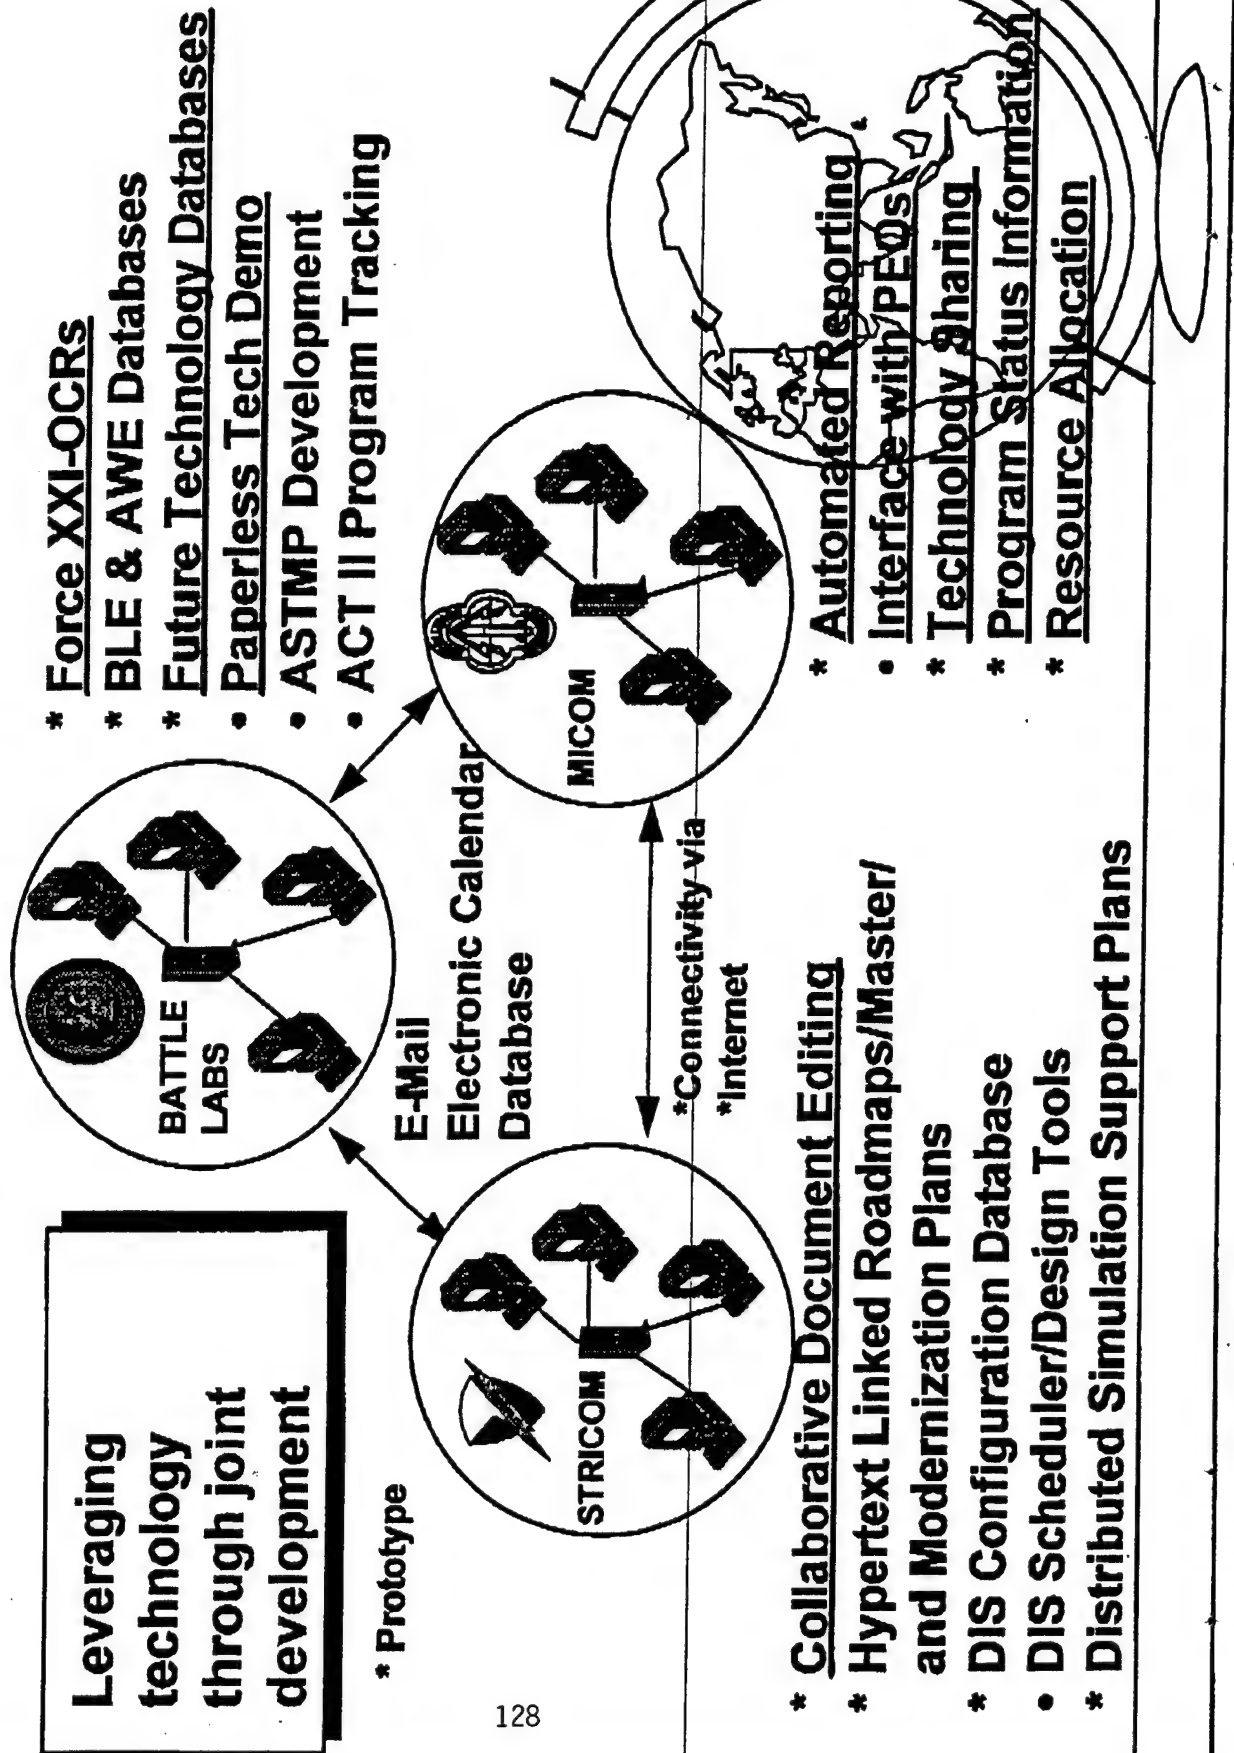 Leveraging
technology
through joint
development
* Prototype
BATTLE
LABS
* Force XXI-OCRs
* BLE & AWE Databases
* Future Technology Databases
• Paperless Tech Demo
• ASTMP Development
• ACT II Program Tracking
E-Mail
Electronic Calendar
Database
STRICOM
MICOM
*Connectivity via
*Internet
* Collaborative Document Editing
* Hypertext Linked Roadmaps/Master/
and Modernization Plans
* DIS Configuration Database
• DIS Scheduler/Design Tools
* Distributed Simulation Support Plans
* Automated Reporting
• Interface with PEOs
* Technology Sharing
* Program Status Information
* Resource Allocation
128